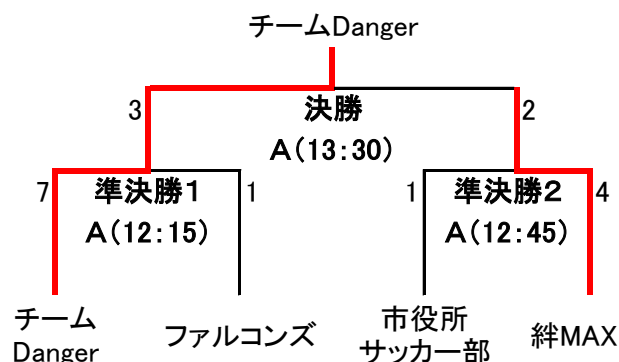 チームDanger
3
決勝
2
A(13:30)
7
準決勝1
1
1
準決勝2
4
A(12:15)
A(12:45)
チーム
Danger
ファルコンズ
市役所
サッカー部
絆MAX